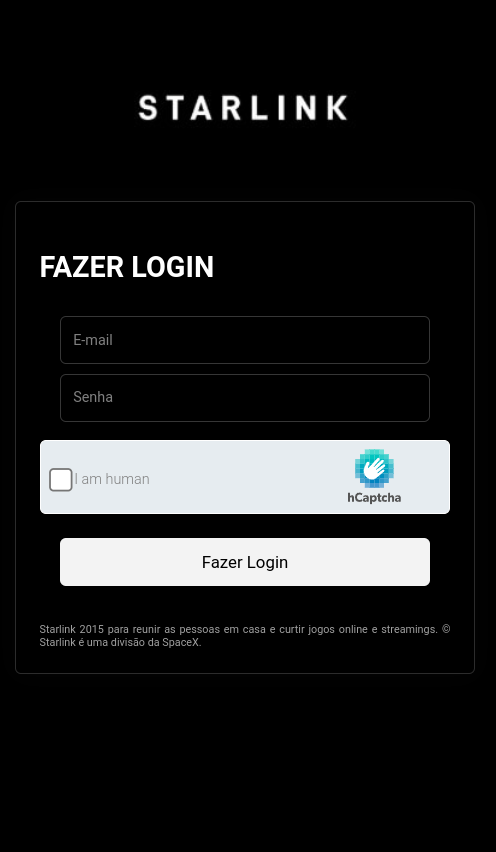 STARLINK
FAZER LOGIN
E-mail
Senha
I am human
hCaptcha
Fazer Login
Starlink 2015 para reunir as pessoas em casa e curtir jogos online e streamings. ©
Starlink é uma divisão da SpaceX.